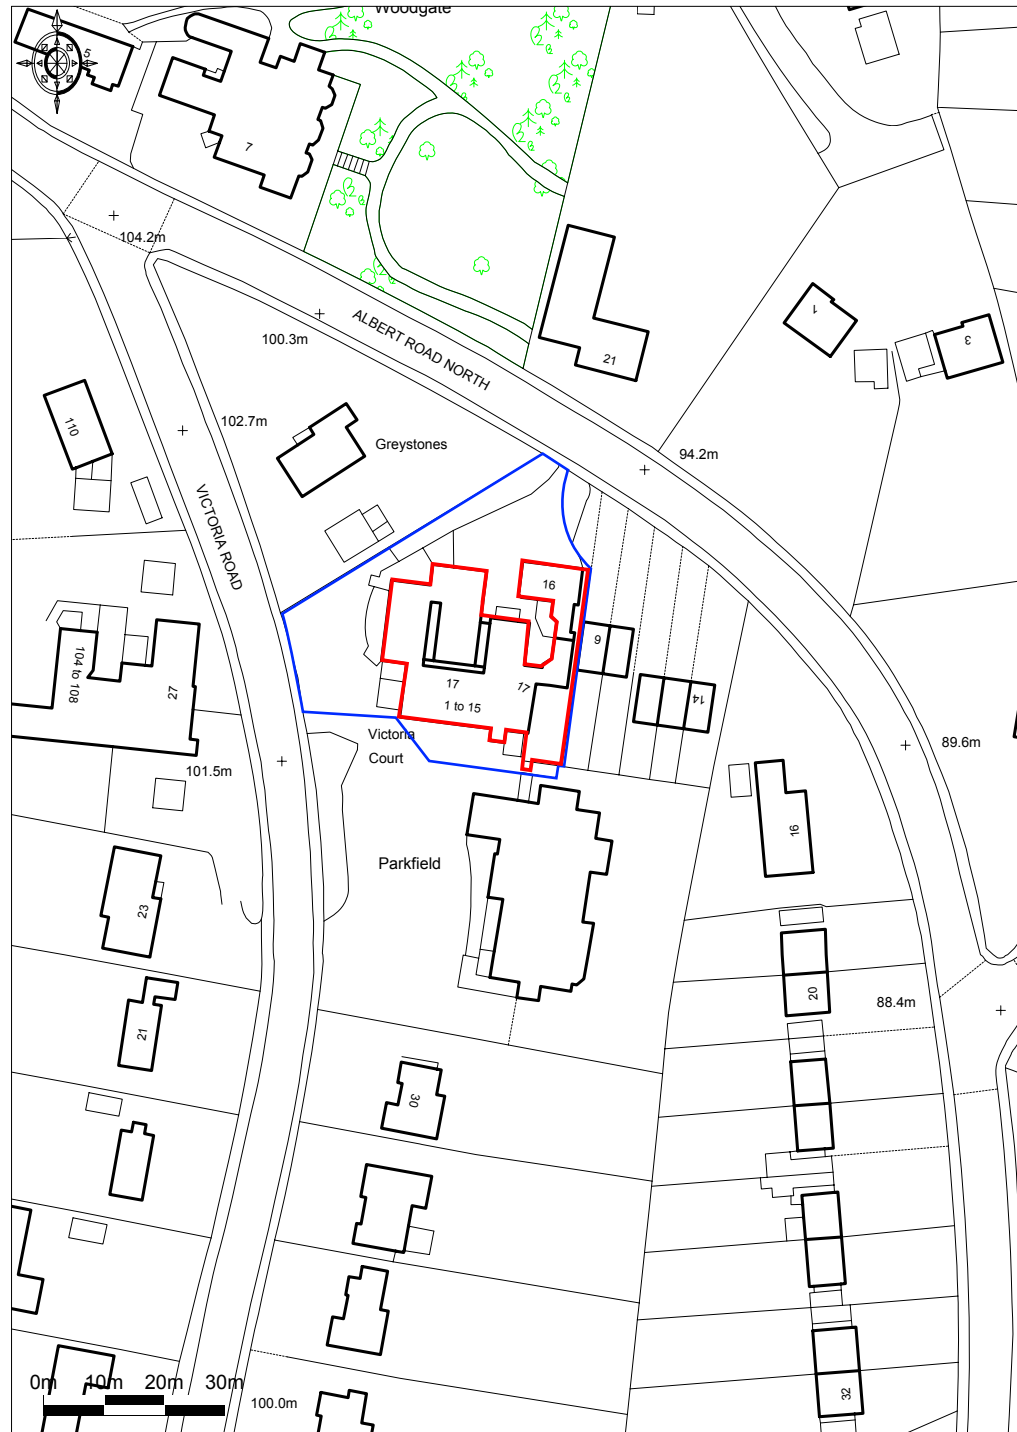 Woodgate
5
7
104.2m
ALBERT ROAD NORTH
100.3m
21
1
3
110
102.7m
Greystones
94.2m
VICTORIA ROAD
16
9
104 to 108
27
17
17
1 to 15
14
Victoria
Court
101.5m
89.6m
16
Parkfield
23
20
88.4m
21
30
32
0m 10m 20m 30m
100.0m